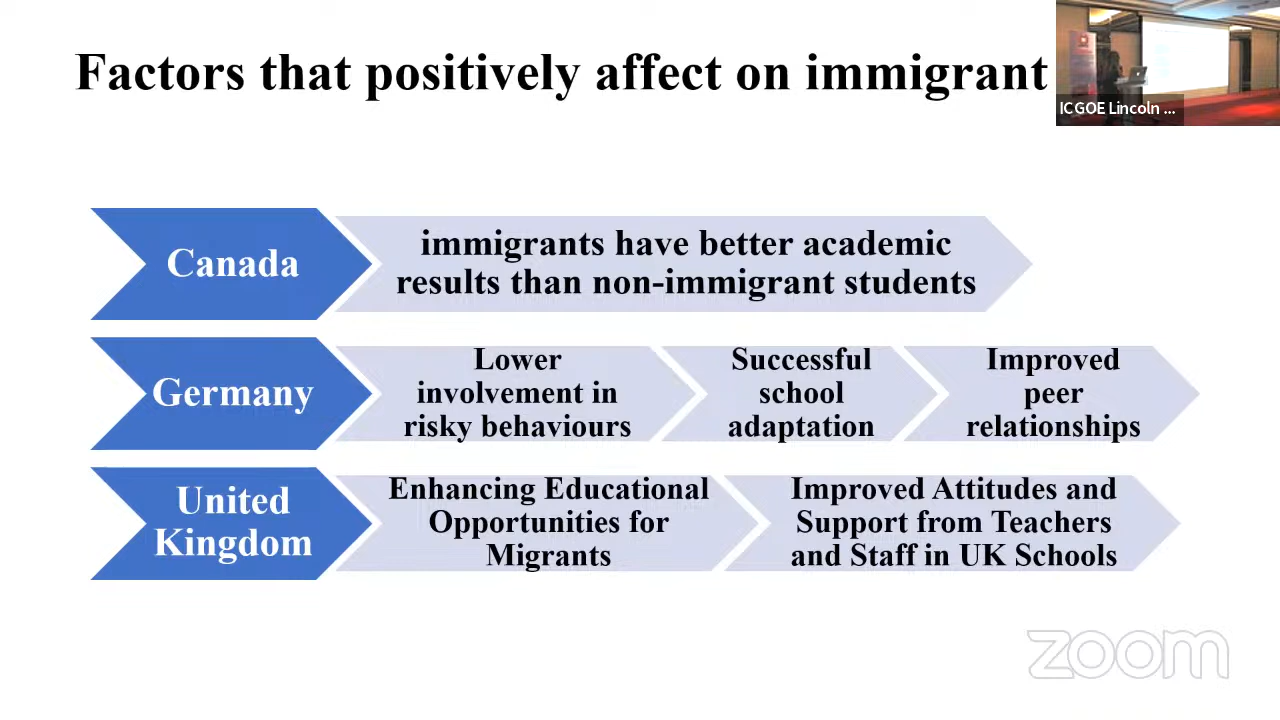 Factors that positively affect on immigrant
ICGOE Lincoln ...
Canada
immigrants have better academic
results than non-immigrant students
Germany
Lower
involvement in
risky behaviours
Successful
school
adaptation
Improved
peer
relationships
United
Kingdom
Enhancing Educational
Opportunities for
Migrants
Improved Attitudes and
Support from Teachers
and Staff in UK Schools
zoom